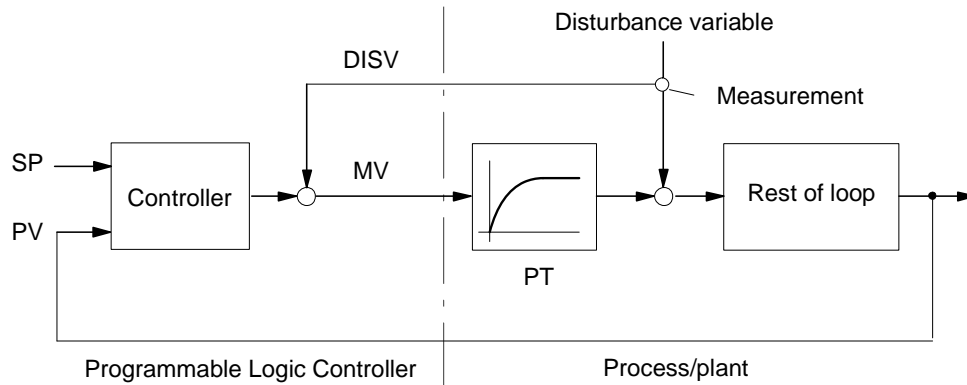 Disturbance variable
DISV
Measurement
SP
MV
Controller
Rest of loop
PV
PT
Programmable Logic Controller
Process/plant